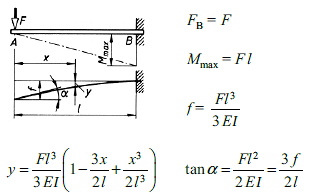 F
A
B
x
M_max
f
α
y
l
F_B = F
M_max = F l
f = Fl³ / 3 EI
y = Fl³ / 3 EI (1 − 3x / 2l + x³ / 2l³)
tan α = Fl² / 2 EI = 3 f / 2l